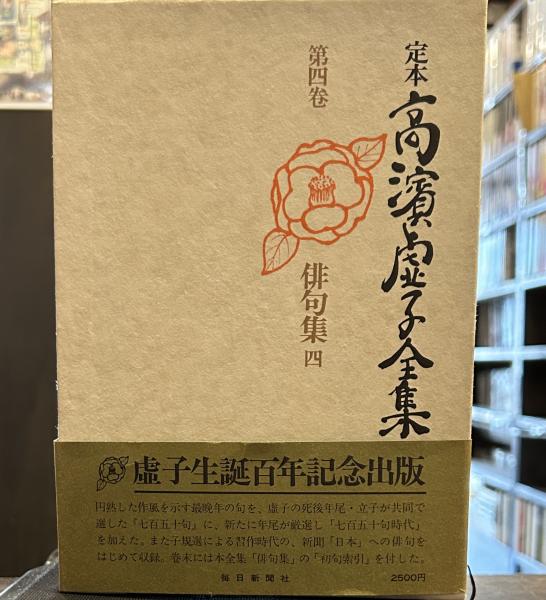 定本 高濱虚子全集
第四巻
俳句集 四
虚子生誕百年記念出版
円熟した作風を示す最晩年の句を、虚子の死後年尾・立子が共同で
選した「七百五十句」に、新たに年尾が厳選し「七百五十句時代」
を加えた。また子規選による習作時代の、新聞「日本」への俳句を
はじめて収録。巻末には本全集「俳句集」の「初句索引」を付した。
毎日新聞社
2500円